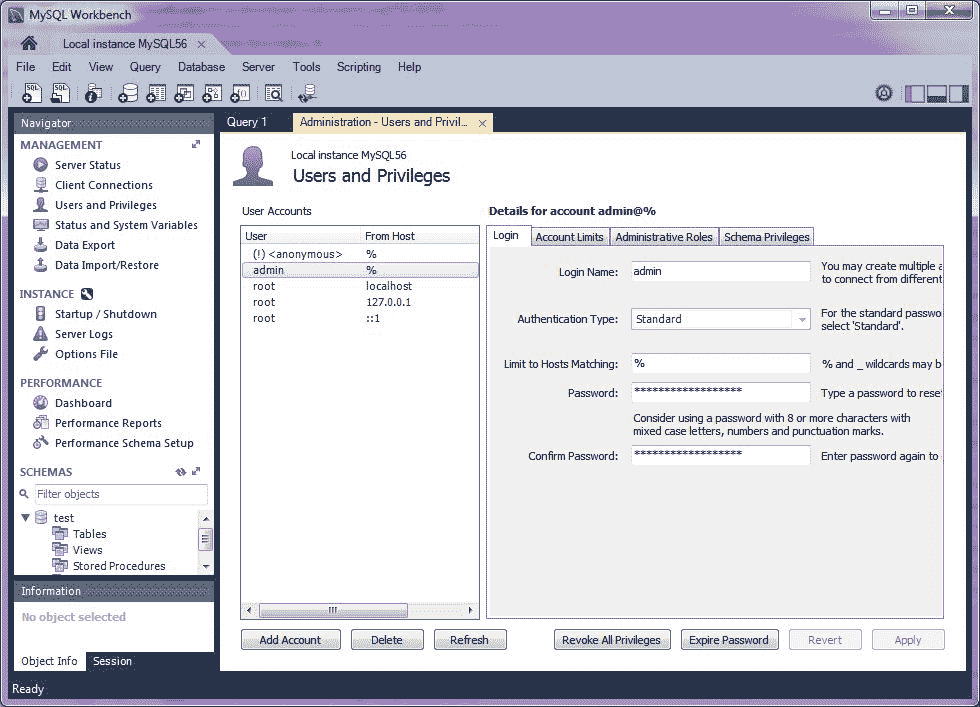 MySQL Workbench
Local instance MySQL56
File Edit View Query Database Server Tools Scripting Help
Navigator
MANAGEMENT
Server Status
Client Connections
Users and Privileges
Status and System Variables
Data Export
Data Import/Restore
INSTANCE
Startup / Shutdown
Server Logs
Options File
PERFORMANCE
Dashboard
Performance Reports
Performance Schema Setup
SCHEMAS
Filter objects
test
Tables
Views
Stored Procedures
Information
No object selected
Object Info Session
Ready
Query 1 Administration - Users and Privil...
Local instance MySQL56
Users and Privileges
User Accounts
User From Host
(!) <anonymous> %
admin %
root localhost
root 127.0.0.1
root ::1
Add Account Delete Refresh
Details for account admin@%
Login Account Limits Administrative Roles Schema Privileges
Login Name: admin You may create multiple a
to connect from different
Authentication Type: Standard For the standard passwo
select 'Standard'.
Limit to Hosts Matching: % % and _ wildcards may b
Password: ****************** Type a password to rese
Consider using a password with 8 or more characters with
mixed case letters, numbers and punctuation marks.
Confirm Password: ****************** Enter password again to
Revoke All Privileges Expire Password Revert Apply